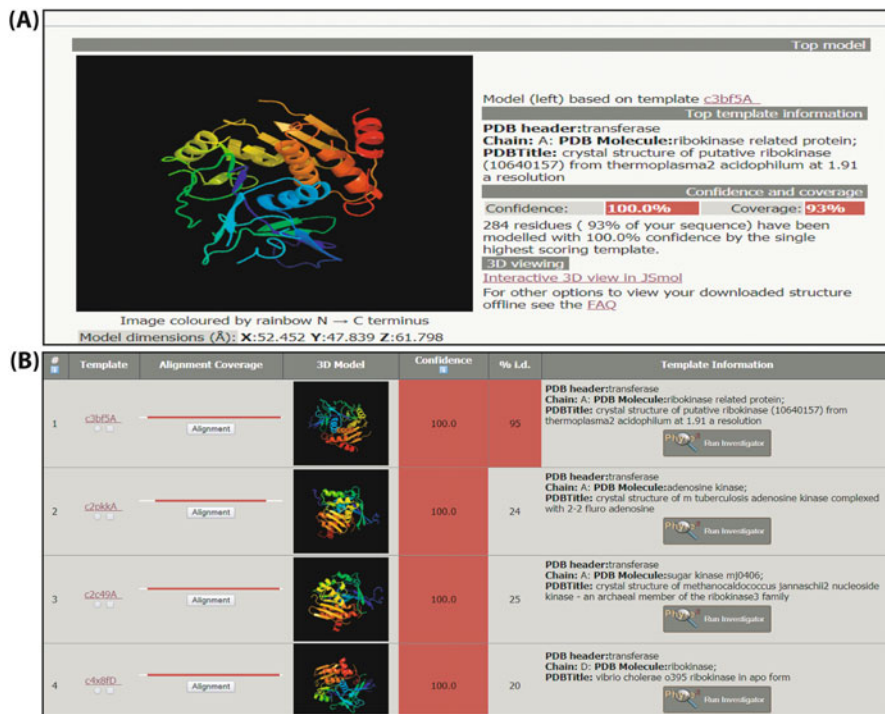 (A)
Top model
Model (left) based on template c3bf5A
Top template information
PDB header:transferase
Chain: A: PDB Molecule:ribokinase related protein;
PDBTitle: crystal structure of putative ribokinase
(10640157) from thermoplasma2 acidophilum at 1.91
a resolution
Confidence and coverage
Confidence: 100.0% Coverage: 93%
284 residues ( 93% of your sequence) have been
modelled with 100.0% confidence by the single
highest scoring template.
3D viewing
Interactive 3D view in JSmol
For other options to view your downloaded structure
offline see the FAQ
Image coloured by rainbow N → C terminus
Model dimensions (Å): X:52.452 Y:47.839 Z:61.798
(B)
# Template Alignment Coverage 3D Model Confidence % i.d. Template Information
1 c3bf5A Alignment 100.0 95
PDB header:transferase
Chain: A: PDB Molecule:ribokinase related protein;
PDBTitle: crystal structure of putative ribokinase (10640157) from
thermoplasma2 acidophilum at 1.91 a resolution
Phyre2 Run Investigator
2 c2pkkA Alignment 100.0 24
PDB header:transferase
Chain: A: PDB Molecule:adenosine kinase;
PDBTitle: crystal structure of m tuberculosis adenosine kinase complexed
with 2-2 fluro adenosine
Phyre2 Run Investigator
3 c2c49A Alignment 100.0 25
PDB header:transferase
Chain: A: PDB Molecule:sugar kinase mj0406;
PDBTitle: crystal structure of methanocaldococcus jannaschii2 nucleoside
kinase - an archaeal member of the ribokinase3 family
Phyre2 Run Investigator
4 c4x8fD Alignment 100.0 20
PDB header:transferase
Chain: D: PDB Molecule:ribokinase;
PDBTitle: vibrio cholerae o395 ribokinase in apo form
Phyre2 Run Investigator